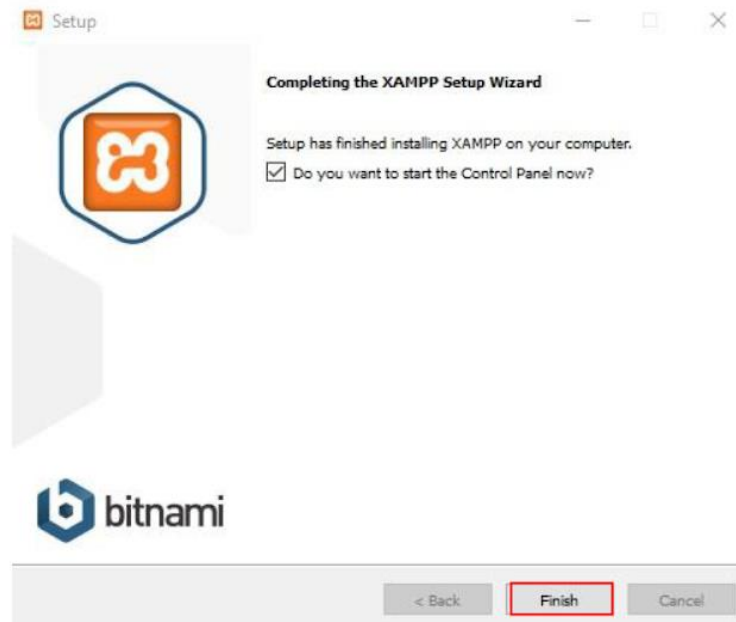 Setup
Completing the XAMPP Setup Wizard
Setup has finished installing XAMPP on your computer.
Do you want to start the Control Panel now?
bitnami
< Back
Finish
Cancel